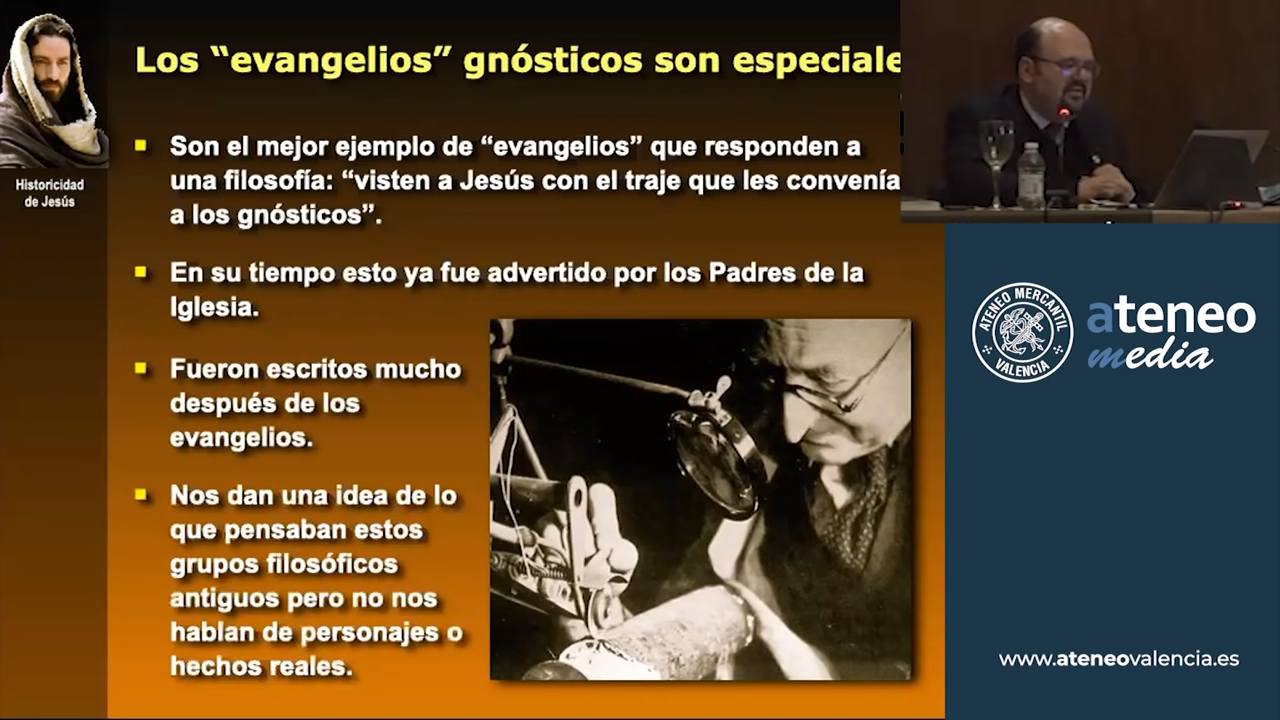 Historicidad
de Jesús
Los “evangelios” gnósticos son especiale
Son el mejor ejemplo de “evangelios” que responden a
una filosofía: “visten a Jesús con el traje que les convenía
a los gnósticos”.
En su tiempo esto ya fue advertido por los Padres de la
Iglesia.
Fueron escritos mucho
después de los
evangelios.
Nos dan una idea de lo
que pensaban estos
grupos filosóficos
antiguos pero no nos
hablan de personajes o
hechos reales.
ATENEO MERCANTIL
VALENCIA
ateneo
media
www.ateneovalencia.es